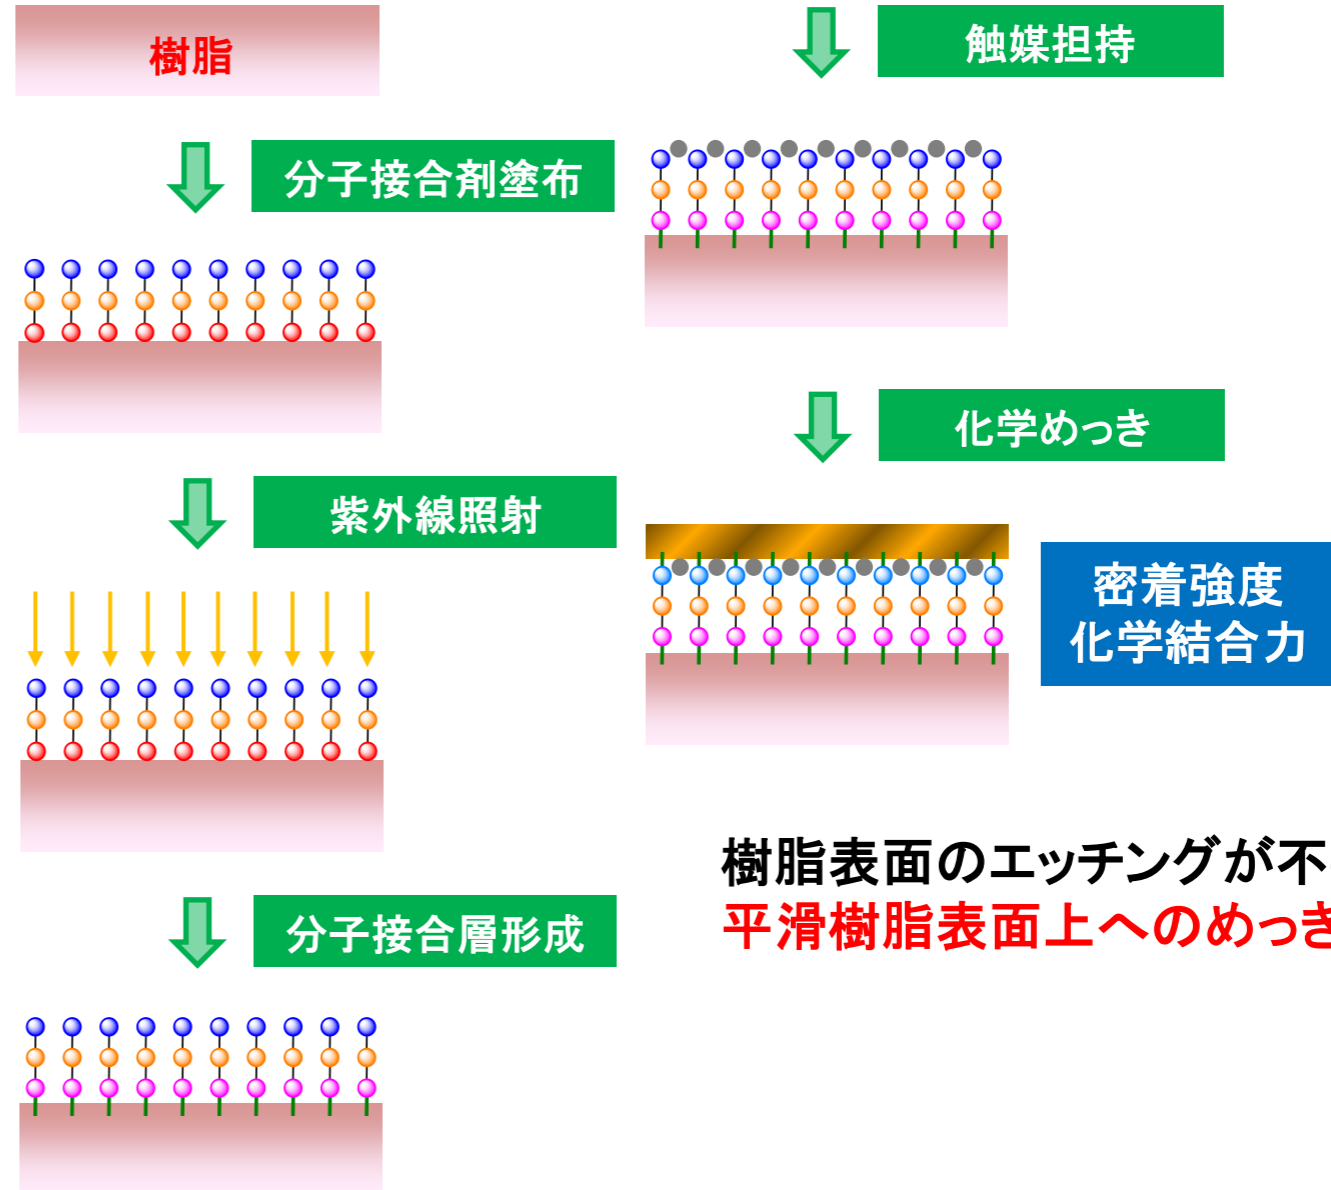 樹脂
分子接合剤塗布
紫外線照射
分子接合層形成
触媒担持
化学めっき
密着強度
化学結合力
樹脂表面のエッチングが不
平滑樹脂表面上へのめっき